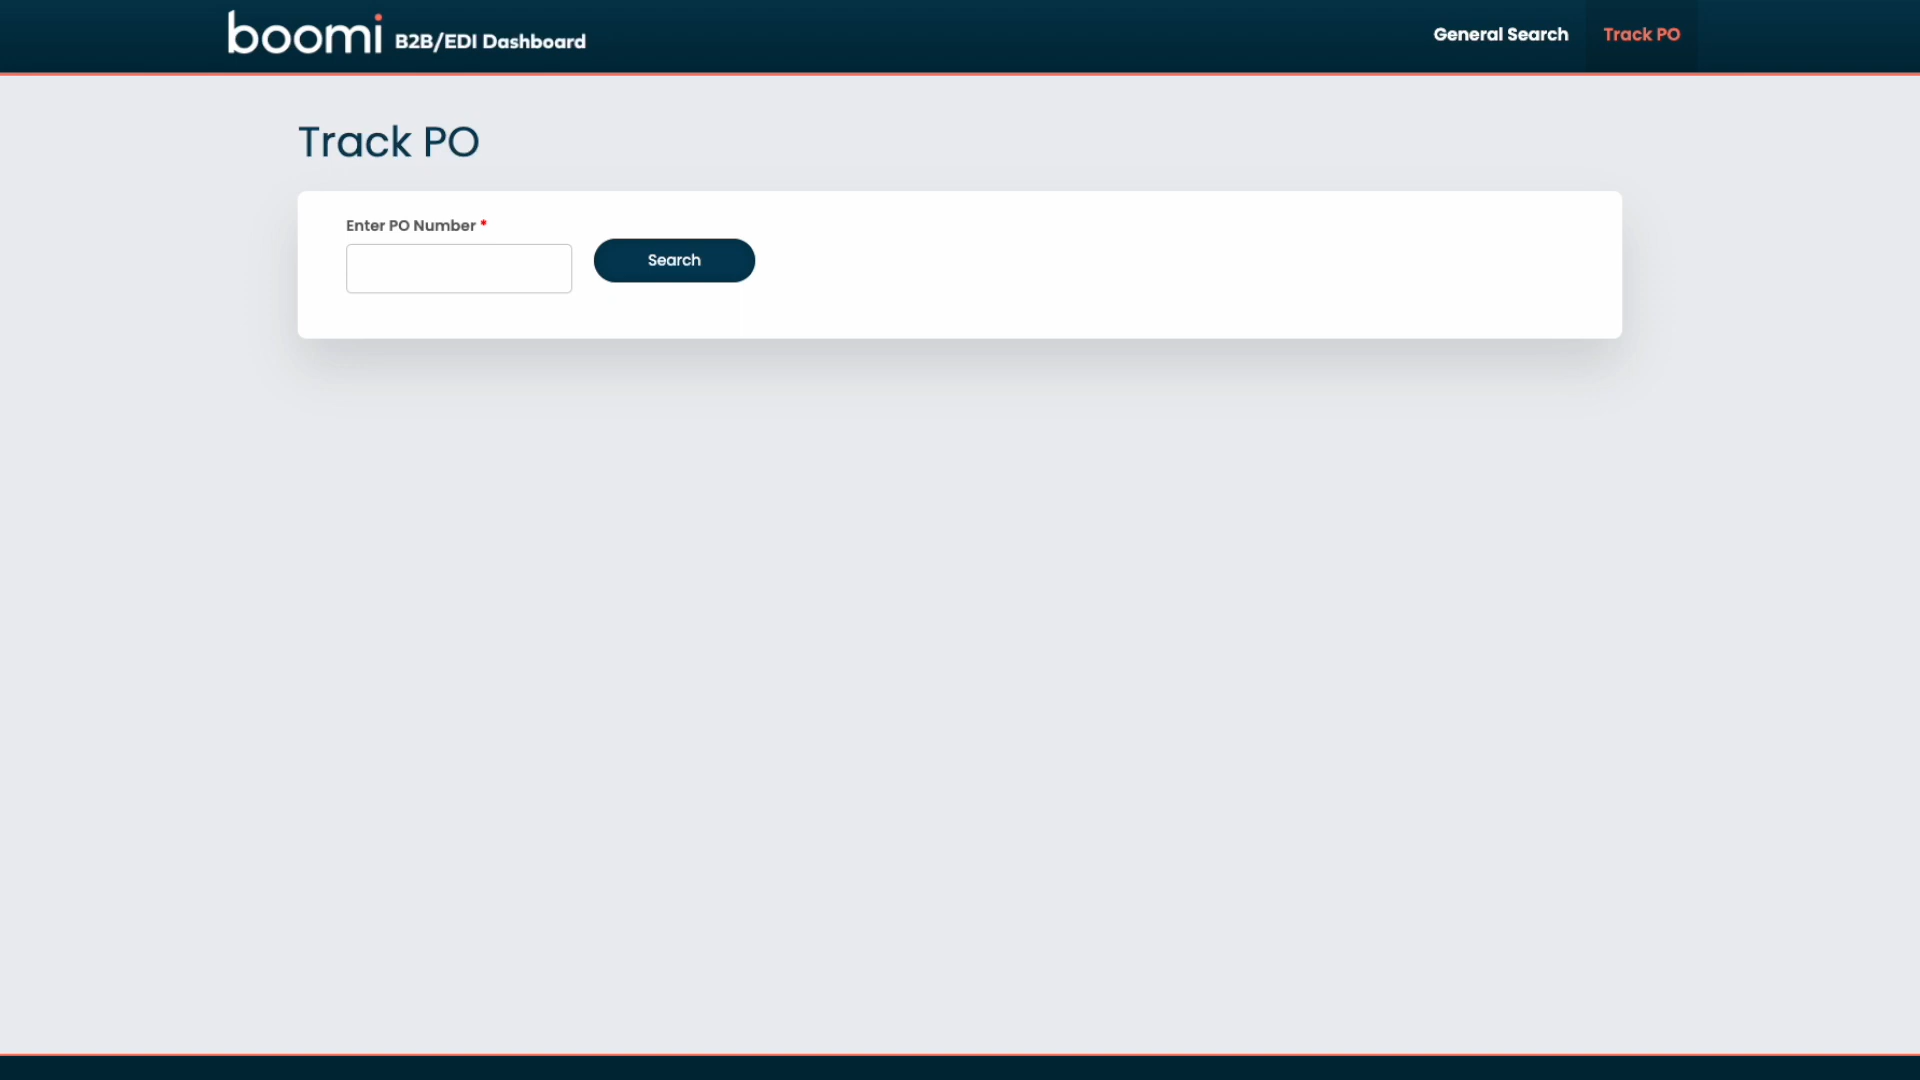 boomi B2B/EDI Dashboard
General Search
Track PO
Track PO
Enter PO Number *
Search